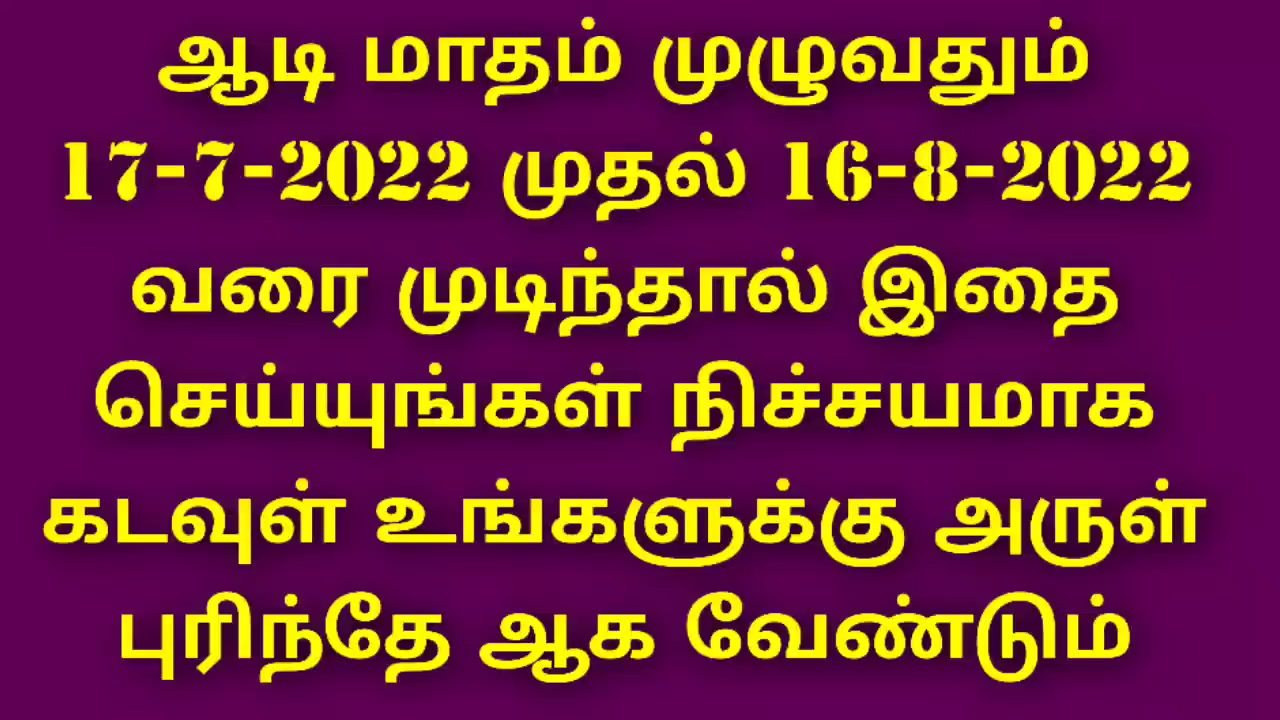 ஆடி மாதம் முழுவதும்
17-7-2022 முதல் 16-8-2022
வரை முடிந்தால் இதை
செய்யுங்கள் நிச்சயமாக
கடவுள் உங்களுக்கு அருள்
புரிந்தே ஆக வேண்டும்